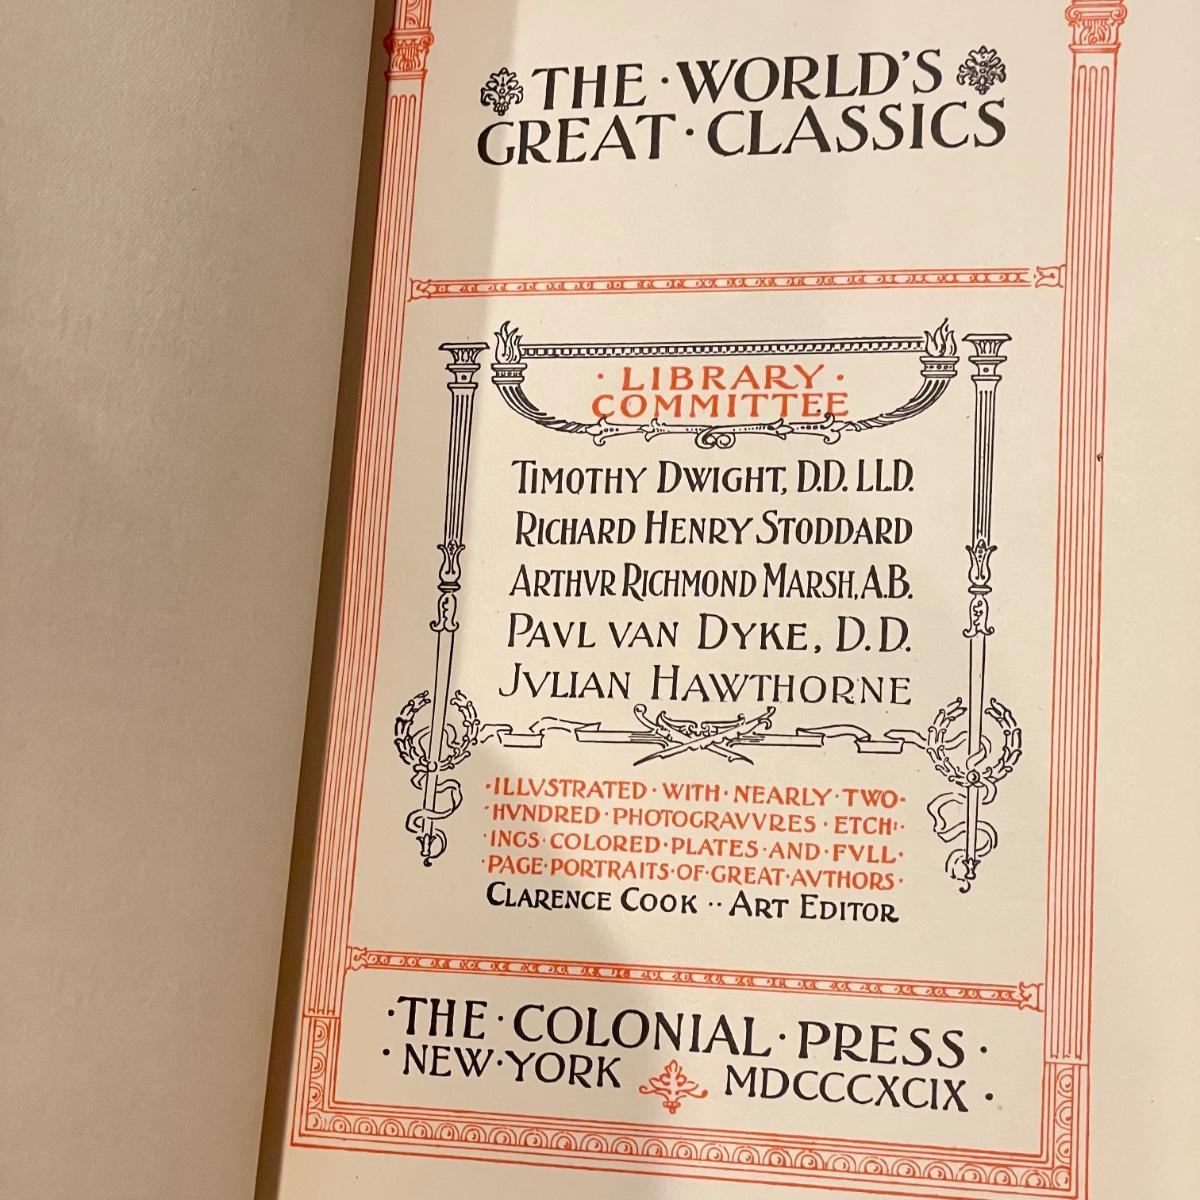 THE · WORLD'S
GREAT · CLASSICS
· LIBRARY ·
COMMITTEE
TIMOTHY DWIGHT, D.D. LL.D.
RICHARD HENRY STODDARD
ARTHVR RICHMOND MARSH, A.B.
PAVL VAN DYKE, D.D.
JVLIAN HAWTHORNE
·ILLVSTRATED·WITH·NEARLY·TWO·
·HVNDRED·PHOTOGRAVVRES·ETCH·
·INGS·COLORED·PLATES·AND·FVLL·
·PAGE·PORTRAITS·OF·GREAT·AVTHORS·
CLARENCE COOK ·· ART EDITOR
·THE·COLONIAL·PRESS·
·NEW·YORK MDCCCXCIX·